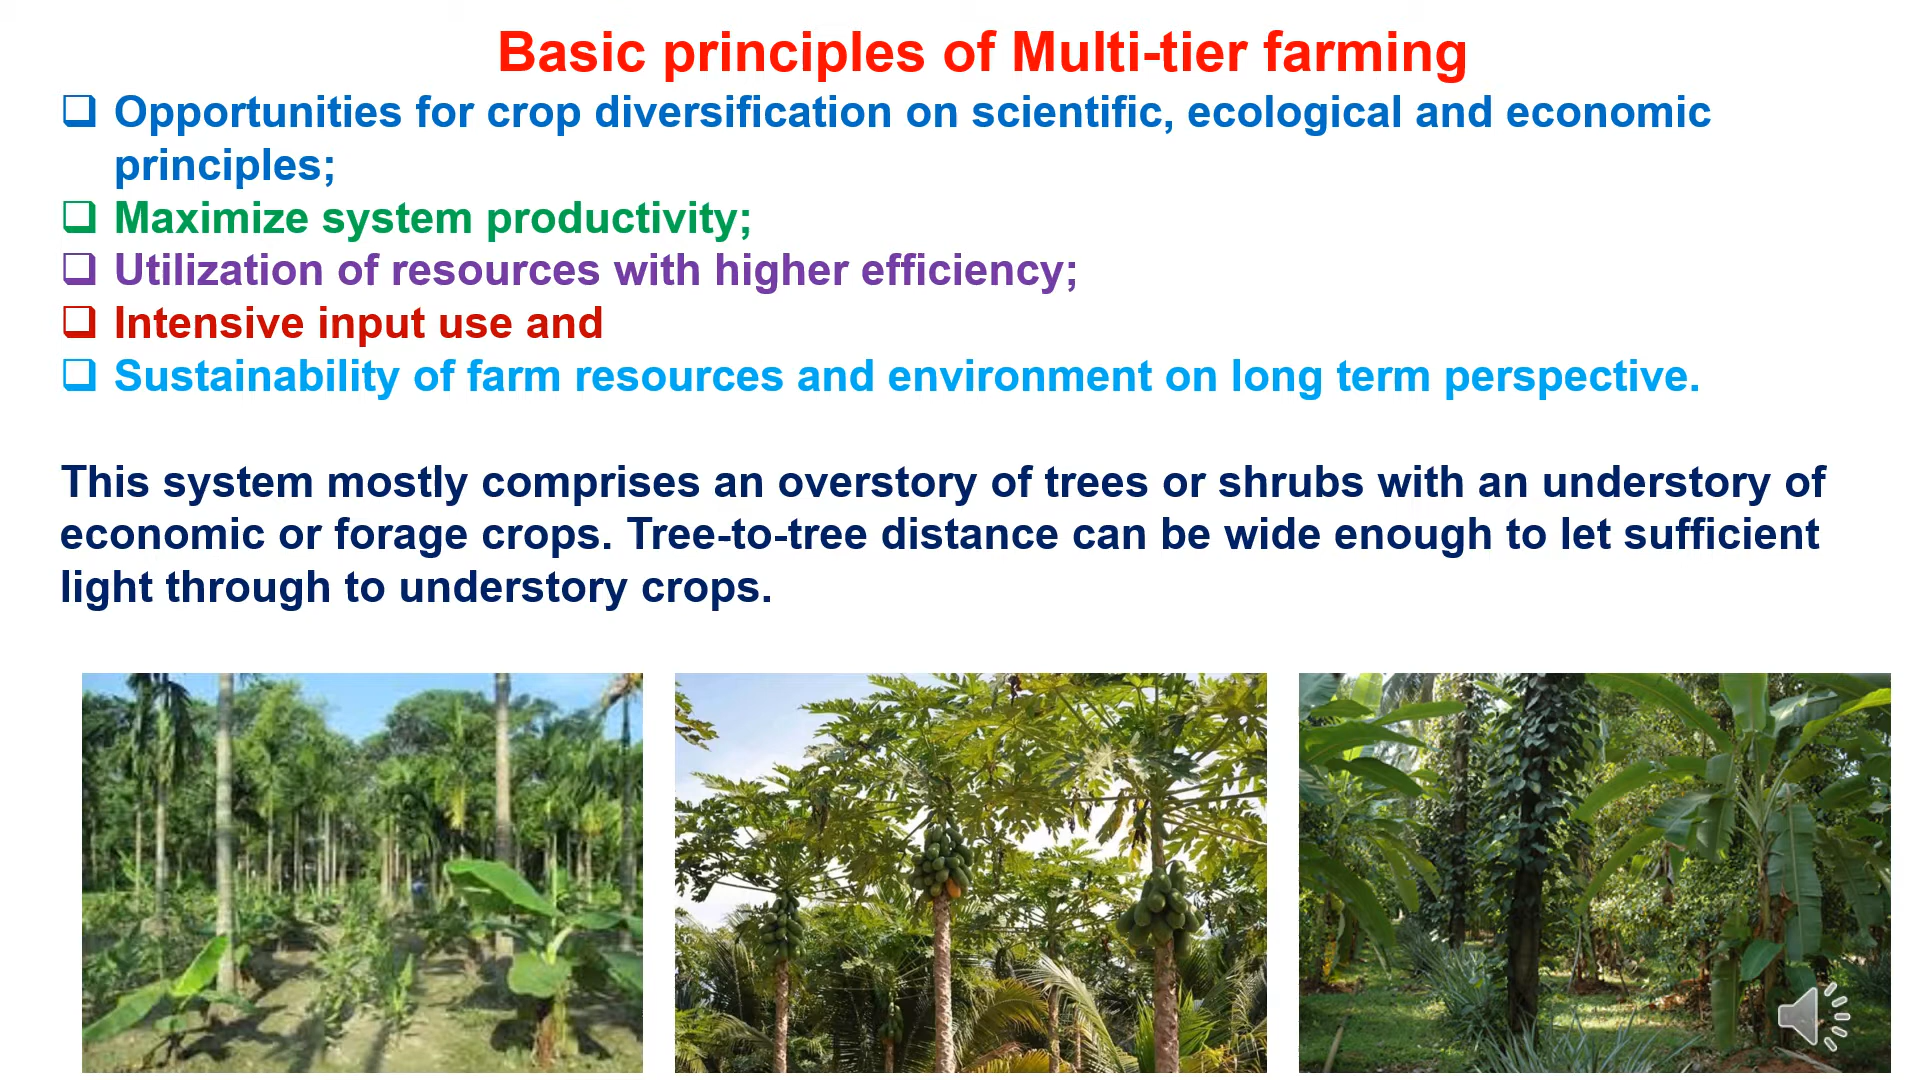 Basic principles of Multi-tier farming
❑ Opportunities for crop diversification on scientific, ecological and economic
principles;
❑ Maximize system productivity;
❑ Utilization of resources with higher efficiency;
❑ Intensive input use and
❑ Sustainability of farm resources and environment on long term perspective.
This system mostly comprises an overstory of trees or shrubs with an understory of
economic or forage crops. Tree-to-tree distance can be wide enough to let sufficient
light through to understory crops.